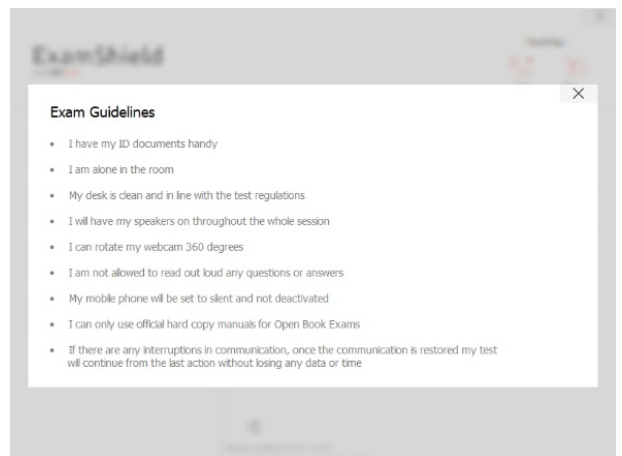 ExamShield
Exam Guidelines
• I have my ID documents handy
• I am alone in the room
• My desk is clean and in line with the test regulations
• I will have my speakers on throughout the whole session
• I can rotate my webcam 360 degrees
• I am not allowed to read out loud any questions or answers
• My mobile phone will be set to silent and not deactivated
• I can only use official hard copy manuals for Open Book Exams
• If there are any interruptions in communication, once the communication is restored my test
will continue from the last action without losing any data or time